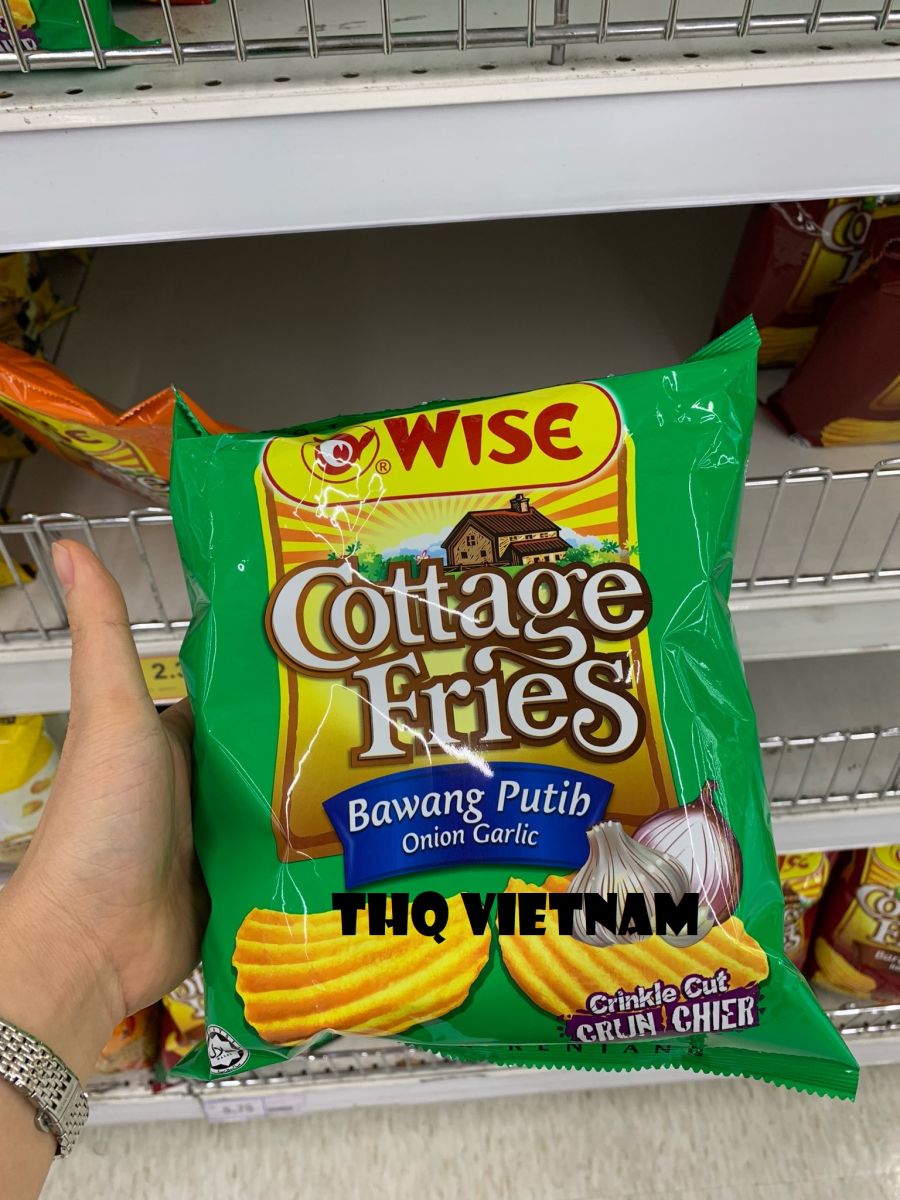 WISE
®
Cottage
Fries
Bawang Putih
Onion Garlic
THQ VIETNAM
Crinkle Cut
CRUNCHIER